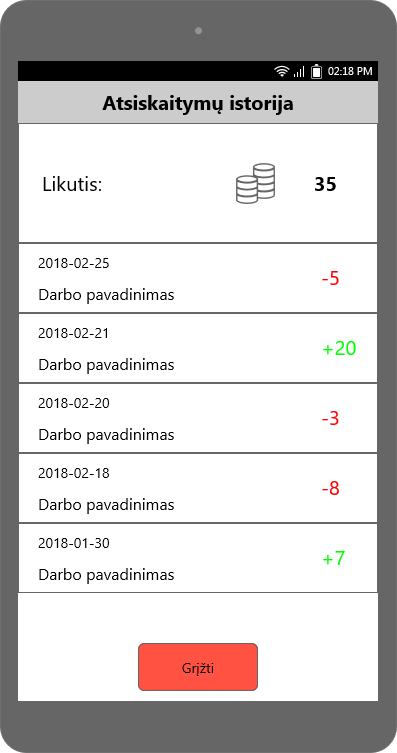 02:18 PM
Atsiskaitymų istorija
Likutis: 35
2018-02-25
-5
Darbo pavadinimas
2018-02-21
+20
Darbo pavadinimas
2018-02-20
-3
Darbo pavadinimas
2018-02-18
-8
Darbo pavadinimas
2018-01-30
+7
Darbo pavadinimas
Grįžti